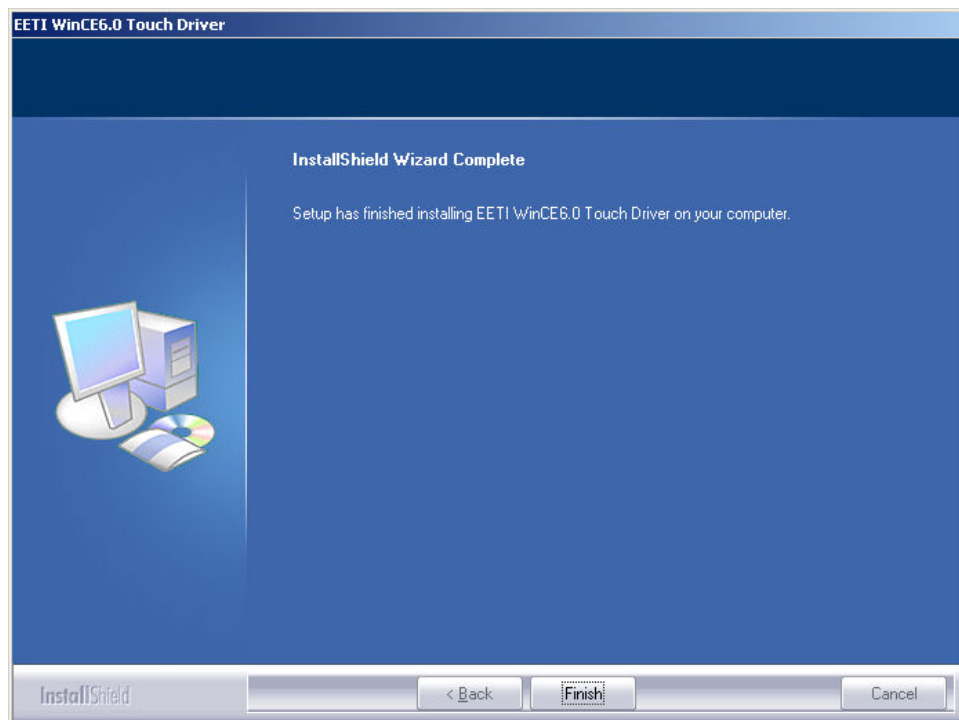 EETI WinCE6.0 Touch Driver
InstallShield Wizard Complete
Setup has finished installing EETI WinCE6.0 Touch Driver on your computer.
InstallShield
< Back
Finish
Cancel